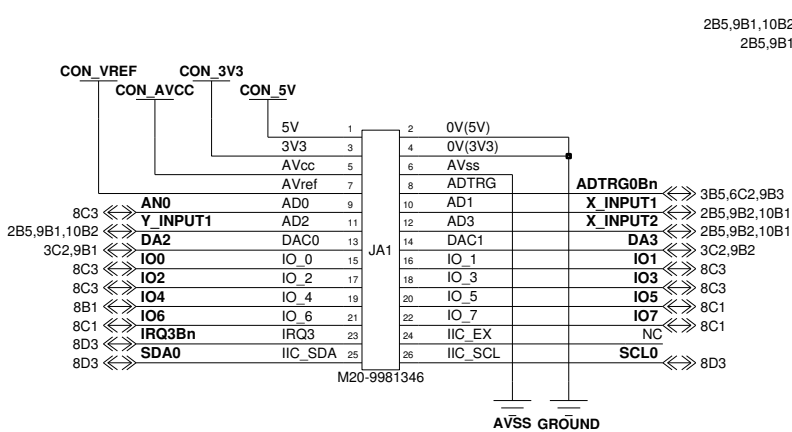 2B5,9B1,10B2
2B5,9B1
CON_VREF CON_3V3
CON_AVCC CON_5V
5V 1 2 0V(5V)
3V3 3 4 0V(3V3)
AVcc 5 6 AVss
AVref 7 8 ADTRG ADTRG0Bn 3B5,6C2,9B3
8C3 AN0 AD0 9 10 AD1 X_INPUT1 2B5,9B2,10B1
2B5,9B1,10B2 Y_INPUT1 AD2 11 12 AD3 X_INPUT2 2B5,9B2,10B1
3C2,9B1 DA2 DAC0 13 14 DAC1 DA3 3C2,9B2
JA1
8C3 IO0 IO_0 15 16 IO_1 IO1 8C3
8C3 IO2 IO_2 17 18 IO_3 IO3 8C3
8B1 IO4 IO_4 19 20 IO_5 IO5 8C1
8C1 IO6 IO_6 21 22 IO_7 IO7 8C1
8D3 IRQ3Bn IRQ3 23 24 IIC_EX NC
8D3 SDA0 IIC_SDA 25 26 IIC_SCL SCL0 8D3
M20-9981346
AVSS GROUND